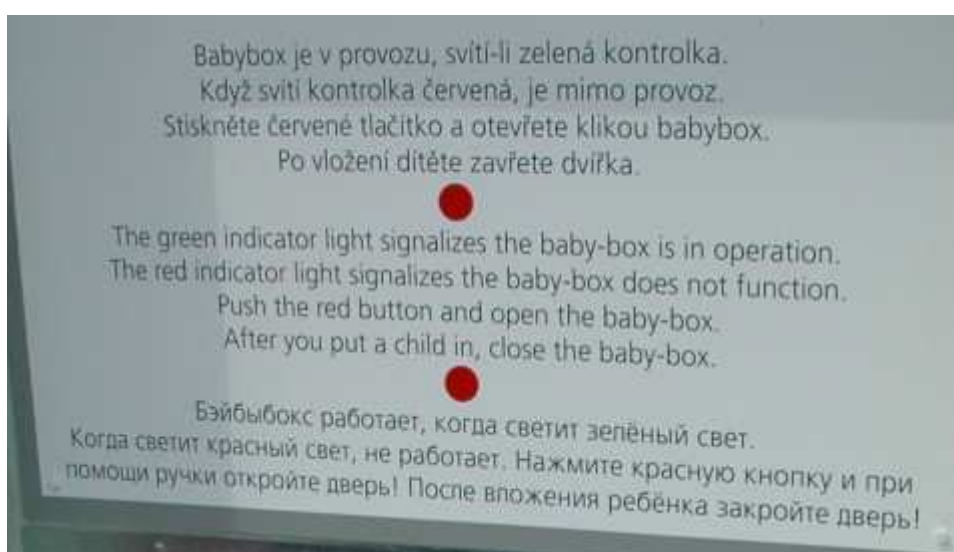 Babybox je v provozu, svítí-li zelená kontrolka.
Když svítí kontrolka červená, je mimo provoz.
Stiskněte červené tlačítko a otevřete klikou babybox.
Po vložení dítěte zavřete dvířka.
The green indicator light signalizes the baby-box is in operation.
The red indicator light signalizes the baby-box does not function.
Push the red button and open the baby-box.
After you put a child in, close the baby-box.
Бэйбыбокс работает, когда светит зелёный свет.
Когда светит красный свет, не работает. Нажмите красную кнопку и при
помощи ручки откройте дверь! После вложения ребёнка закройте дверь!